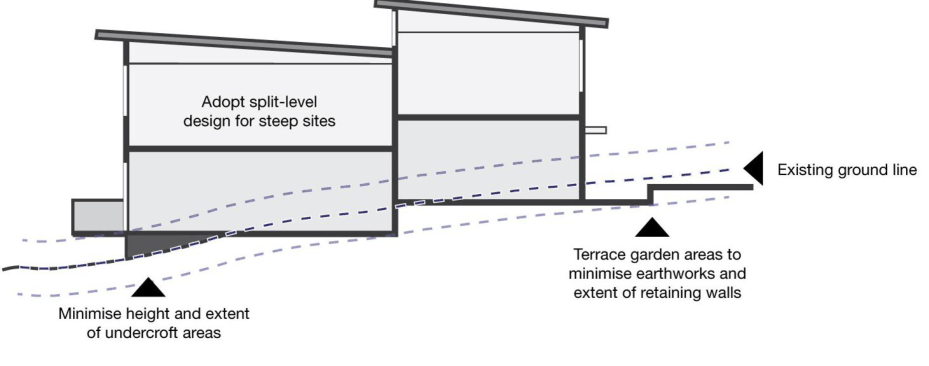 Adopt split-level
design for steep sites
Existing ground line
Terrace garden areas to
minimise earthworks and
extent of retaining walls
Minimise height and extent
of undercroft areas